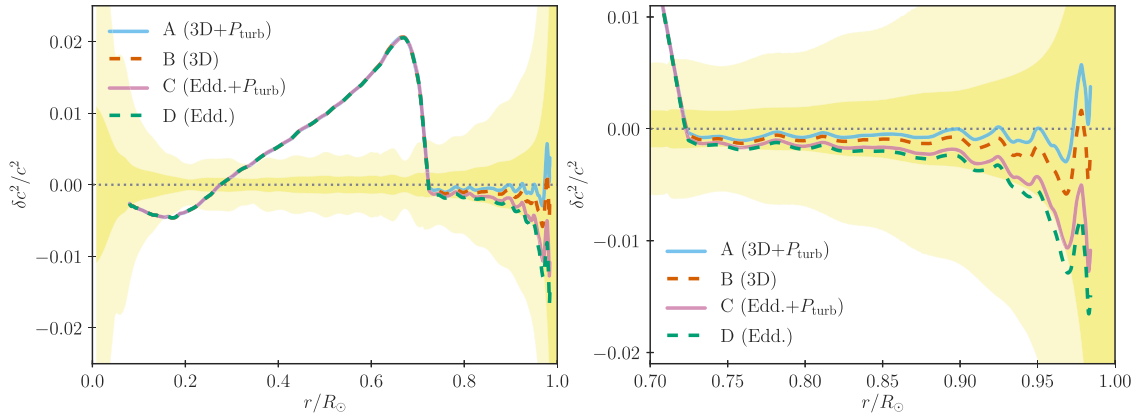 A (3D+P_turb)
B (3D)
C (Edd.+P_turb)
D (Edd.)
0.02
0.01
0.00
−0.01
−0.02
δc²/c²
0.0 0.2 0.4 0.6 0.8 1.0
r/R⊙
0.01
0.00
−0.01
−0.02
δc²/c²
A (3D+P_turb)
B (3D)
C (Edd.+P_turb)
D (Edd.)
0.70 0.75 0.80 0.85 0.90 0.95 1.00
r/R⊙